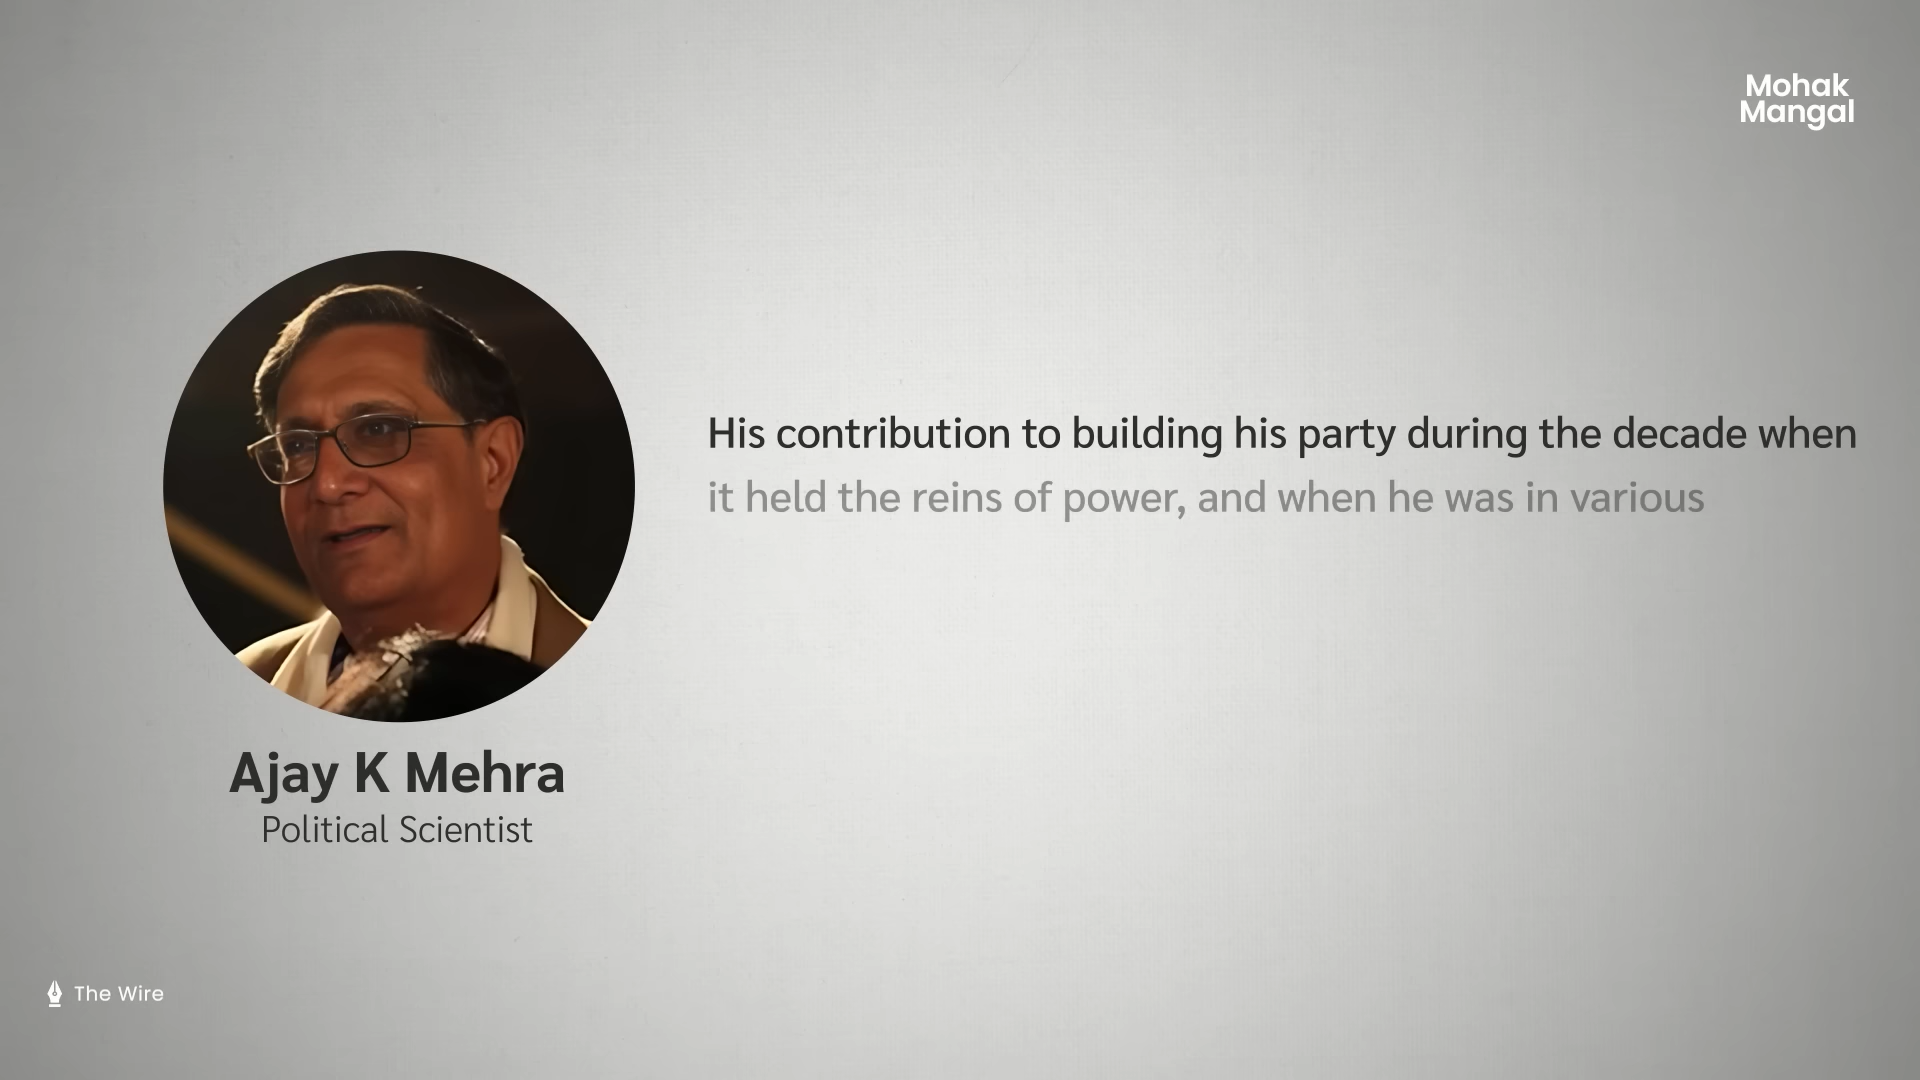 Mohak
Mangal
His contribution to building his party during the decade when
it held the reins of power, and when he was in various
Ajay K Mehra
Political Scientist
The Wire